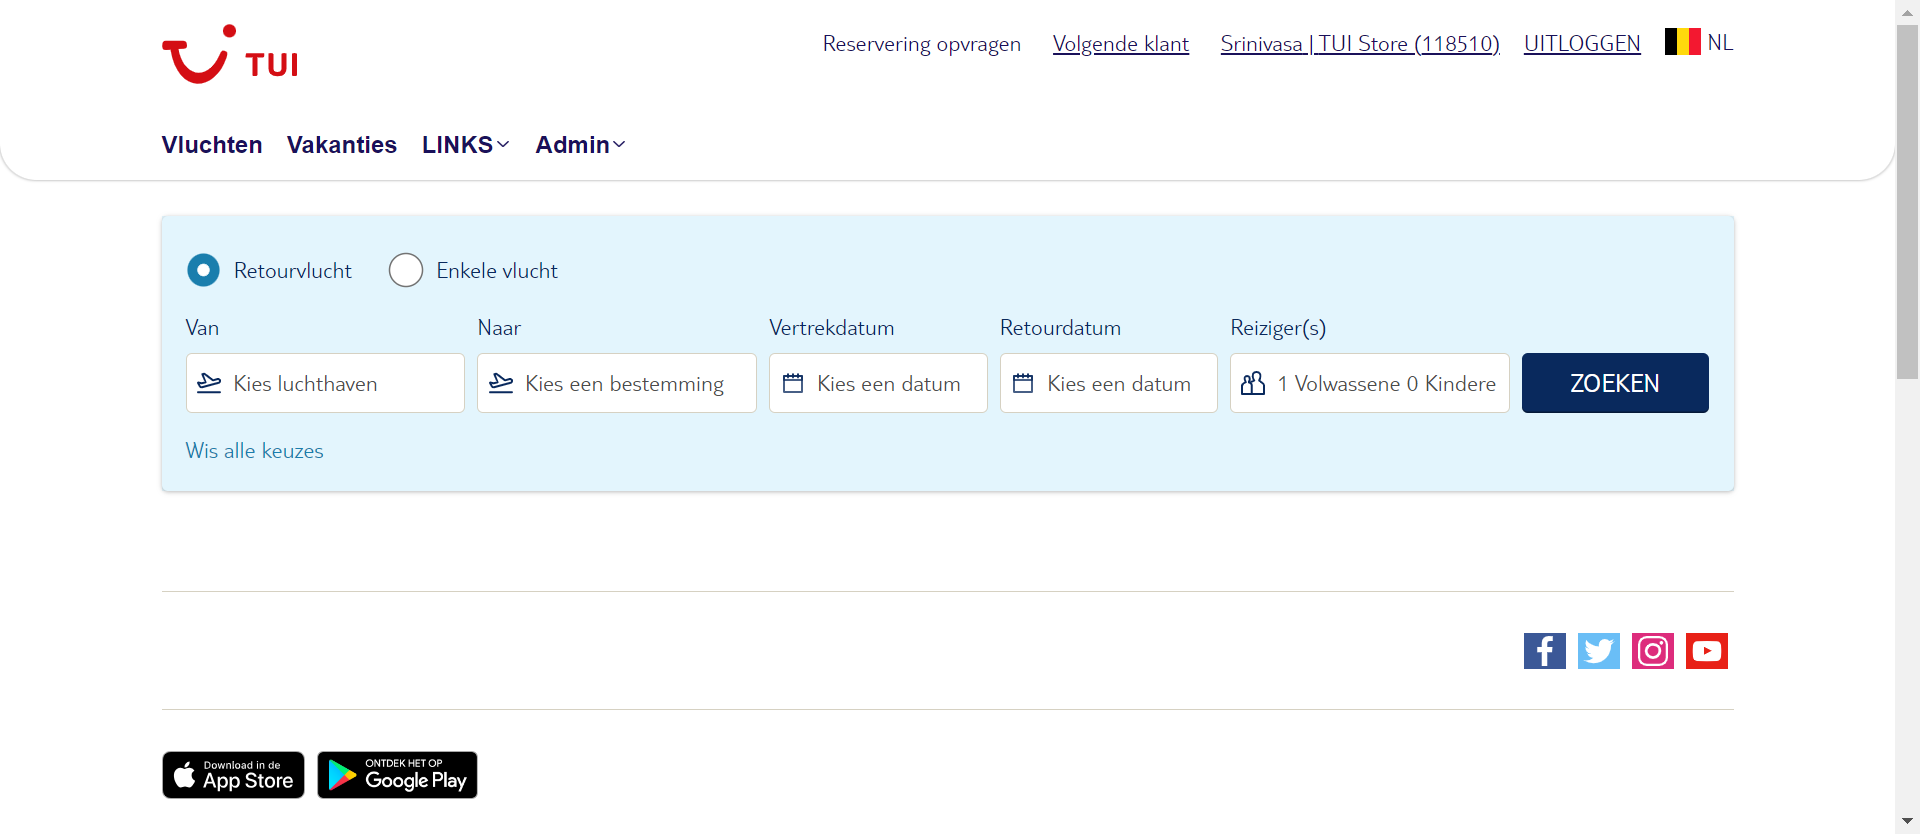 TUI
Reservering opvragen Volgende klant Srinivasa | TUI Store (118510) UITLOGGEN NL
Vluchten Vakanties LINKS Admin
Retourvlucht Enkele vlucht
Van Naar Vertrekdatum Retourdatum Reiziger(s)
Kies luchthaven Kies een bestemming Kies een datum Kies een datum 1 Volwassene 0 Kindere ZOEKEN
Wis alle keuzes
Download in de App Store
ONTDEK HET OP Google Play